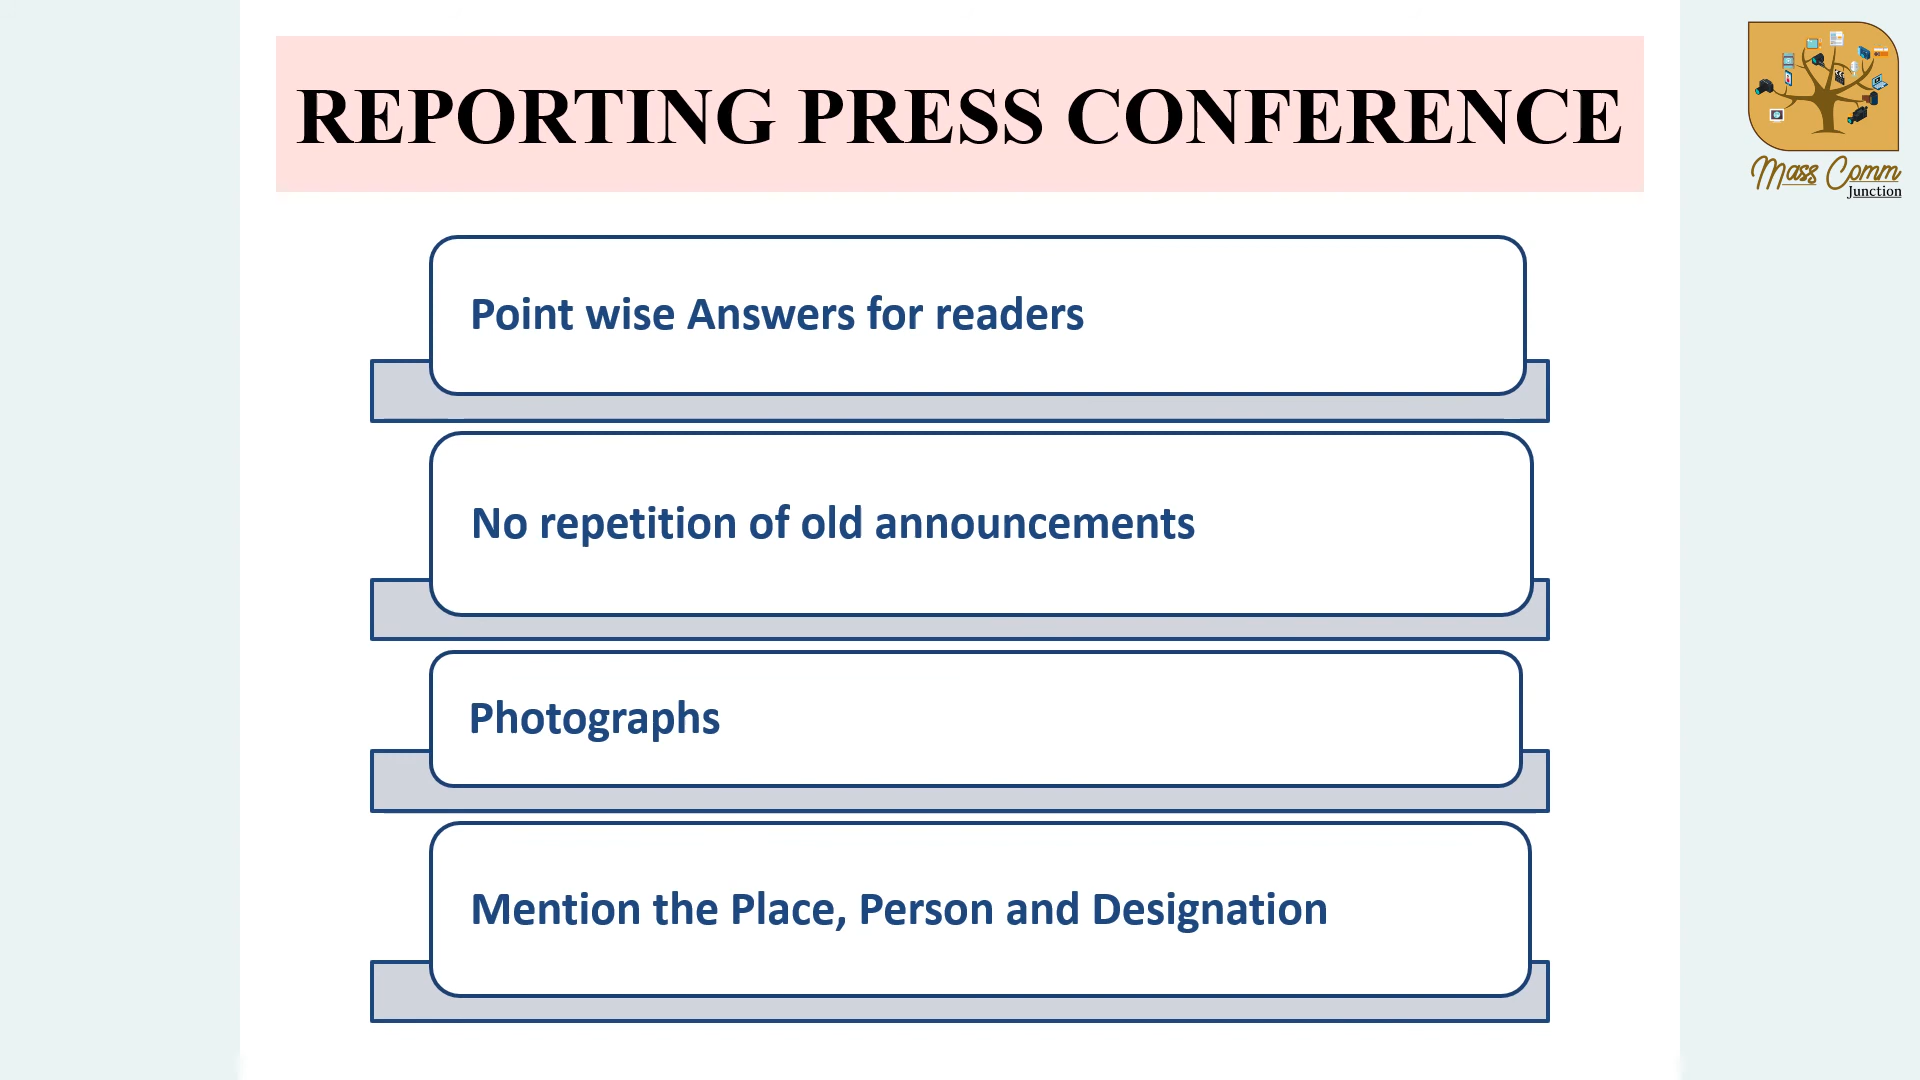 REPORTING PRESS CONFERENCE
Mass Comm
Junction
Point wise Answers for readers
No repetition of old announcements
Photographs
Mention the Place, Person and Designation